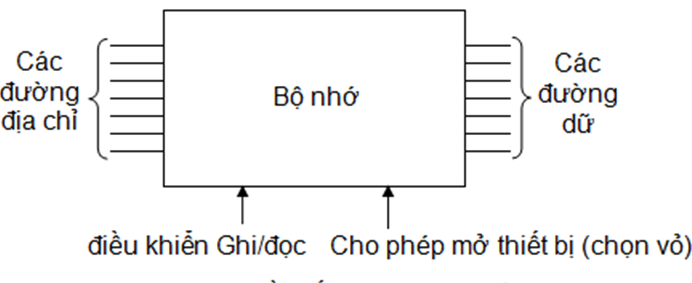 Các
đường
địa chỉ
Bộ nhớ
Các
đường
dữ
điều khiển Ghi/đọc
Cho phép mở thiết bị (chọn vỏ)